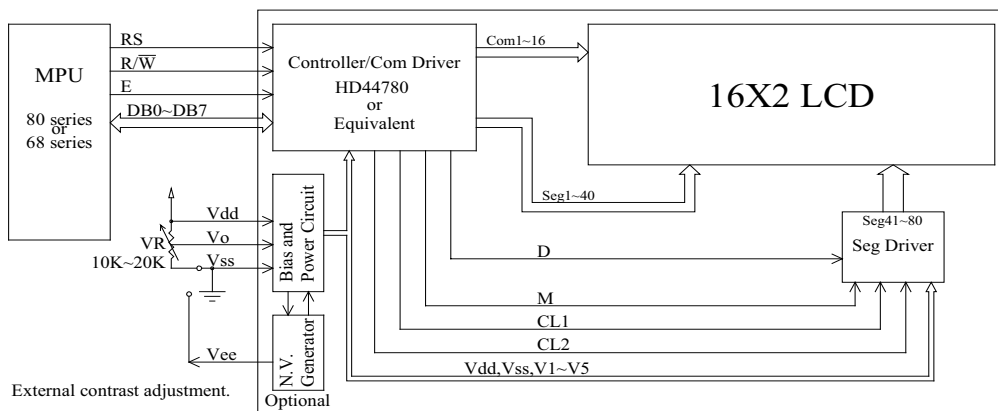 MPU
80 series
or
68 series
RS
R/W̅
E
DB0~DB7
Controller/Com Driver
HD44780
or
Equivalent
Com1~16
16X2 LCD
Seg1~40
Seg41~80
Seg Driver
Vdd
Vo
Vss
VR
10K~20K
Bias and
Power Circuit
D
M
CL1
CL2
Vdd,Vss,V1~V5
Vee
N.V.
Generator
Optional
External contrast adjustment.